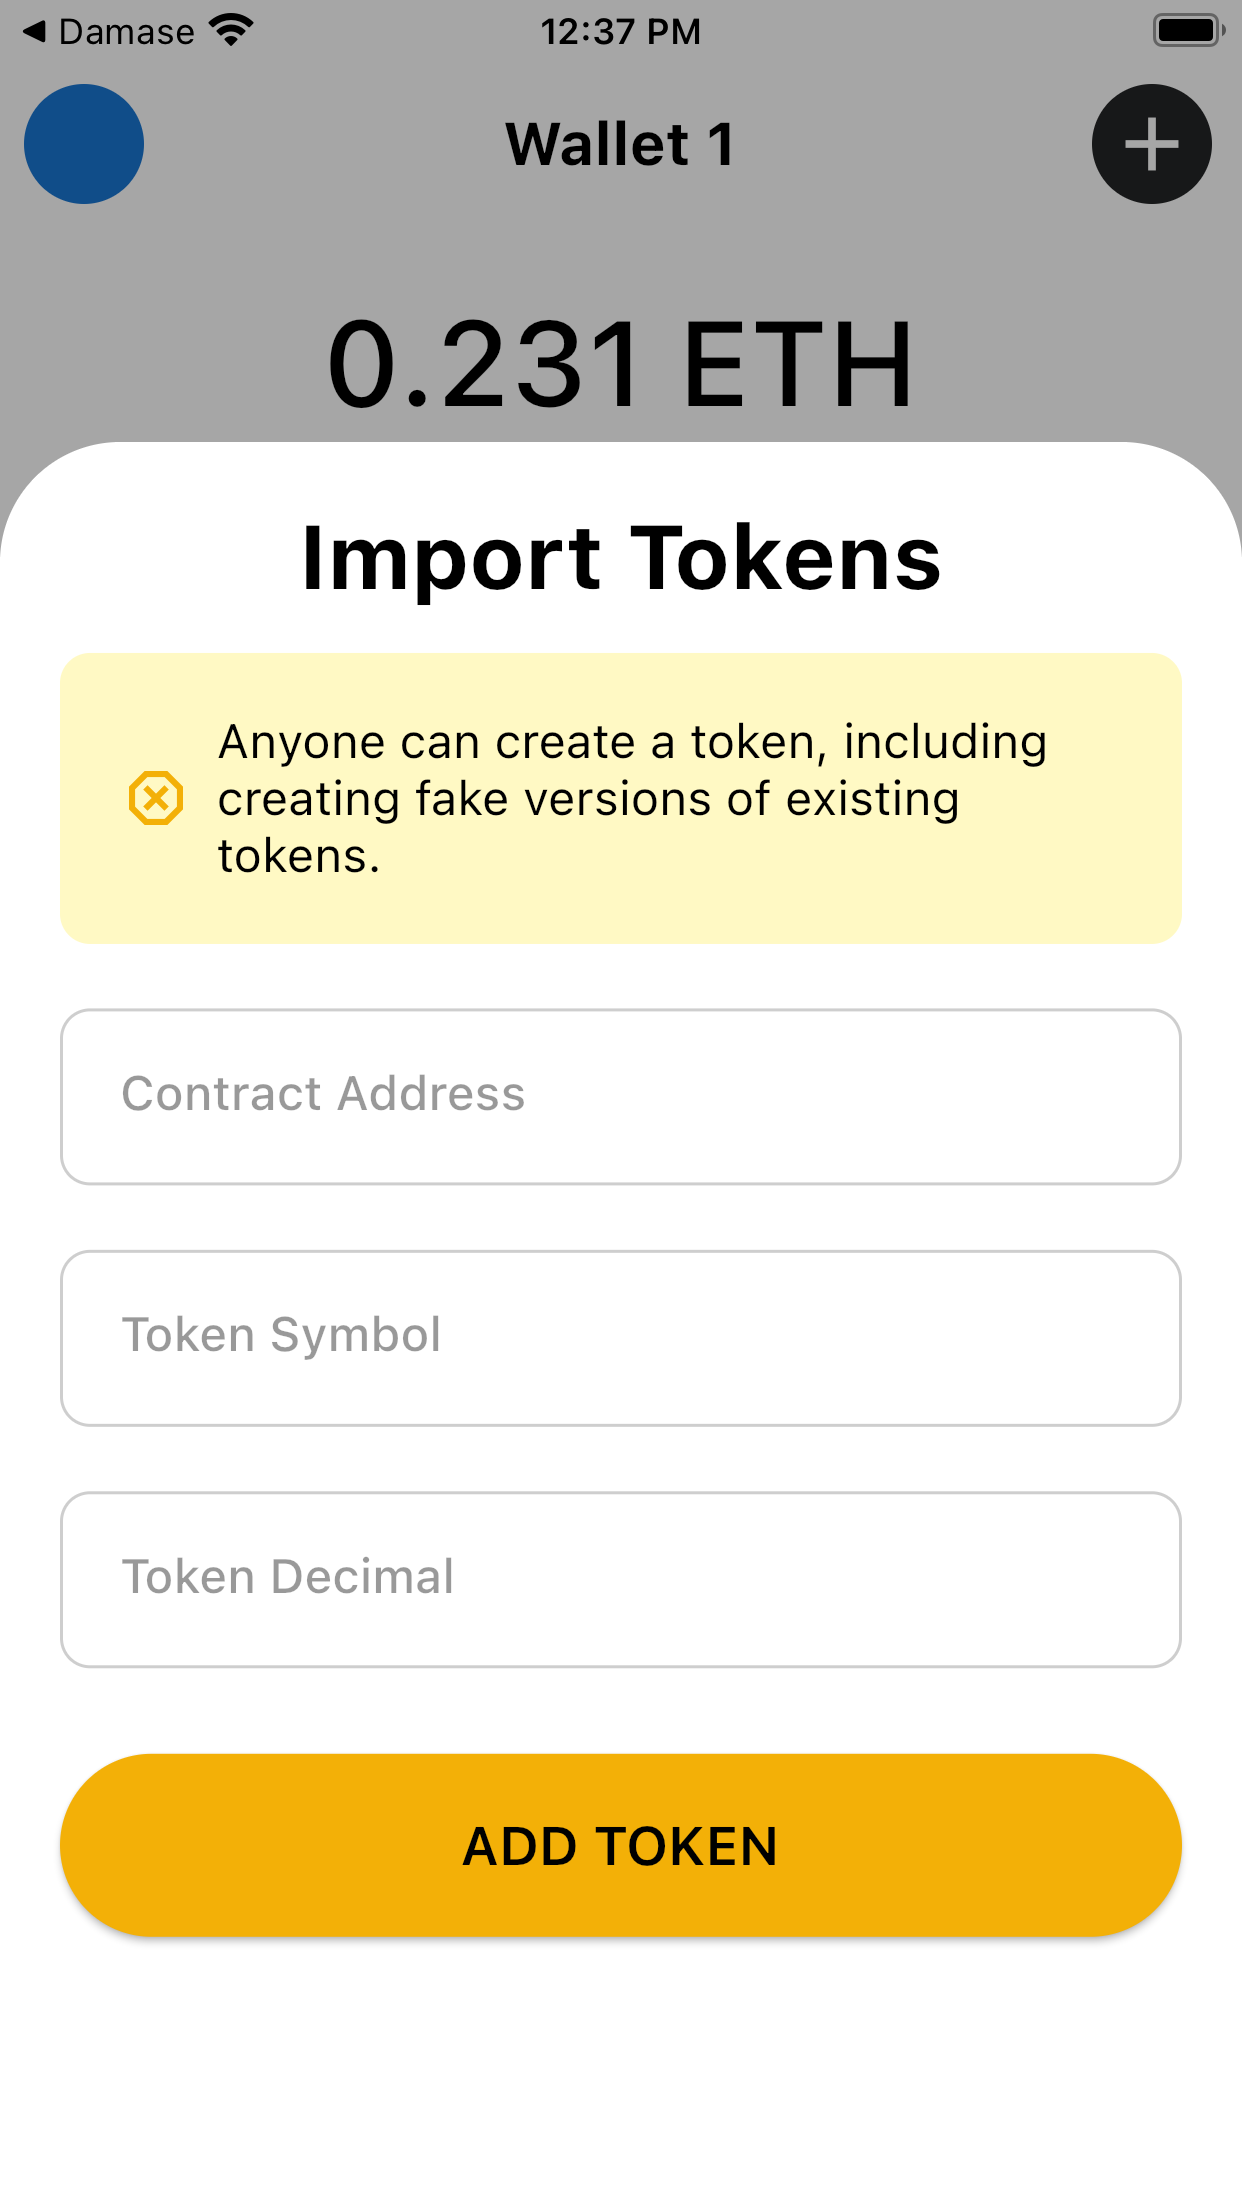 Damase
12:37 PM
Wallet 1
0.231 ETH
Import Tokens
Anyone can create a token, including
creating fake versions of existing
tokens.
Contract Address
Token Symbol
Token Decimal
ADD TOKEN